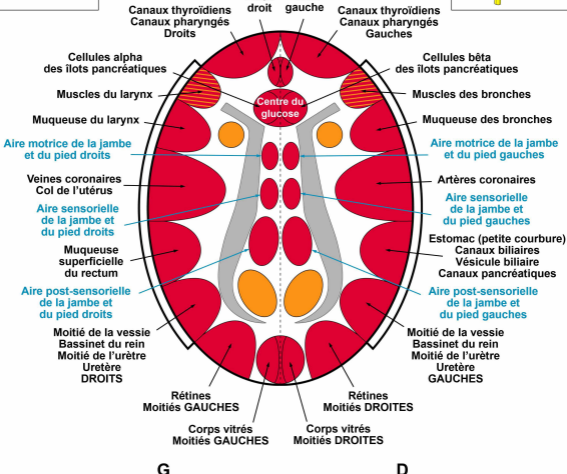 droit gauche
Canaux thyroïdiens
Canaux pharyngés
Droits
Canaux thyroïdiens
Canaux pharyngés
Gauches
Cellules alpha
des îlots pancréatiques
Cellules bêta
des îlots pancréatiques
Muscles du larynx
Centre du
glucose
Muscles des bronches
Muqueuse du larynx
Muqueuse des bronches
Aire motrice de la jambe
et du pied droits
Aire motrice de la jambe
et du pied gauches
Veines coronaires
Col de l'utérus
Artères coronaires
Aire sensorielle
de la jambe et
du pied droits
Aire sensorielle
de la jambe et
du pied gauches
Muqueuse
superficielle
du rectum
Estomac (petite courbure)
Canaux biliaires
Vésicule biliaire
Canaux pancréatiques
Aire post-sensorielle
de la jambe et
du pied droits
Aire post-sensorielle
de la jambe et
du pied gauches
Moitié de la vessie
Bassinet du rein
Moitié de l'urètre
Uretère
DROITS
Moitié de la vessie
Bassinet du rein
Moitié de l'urètre
Uretère
GAUCHES
Rétines
Moitiés GAUCHES
Rétines
Moitiés DROITES
Corps vitrés
Moitiés GAUCHES
Corps vitrés
Moitiés DROITES
G D